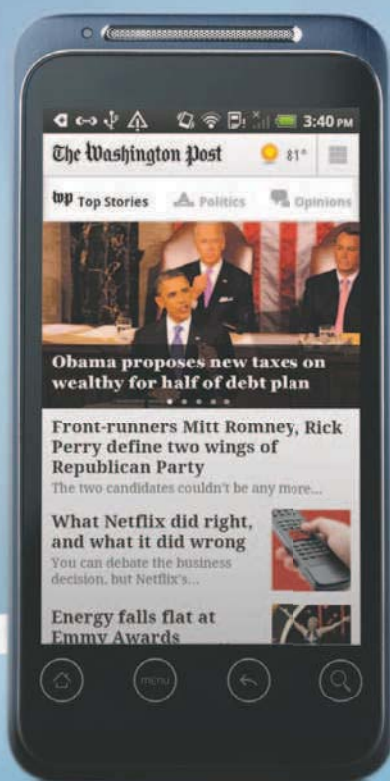 3:40 PM
The Washington Post
81°
wp Top Stories
Politics
Opinions
Obama proposes new taxes on
wealthy for half of debt plan
Front-runners Mitt Romney, Rick
Perry define two wings of
Republican Party
The two candidates couldn't be any more...
What Netflix did right,
and what it did wrong
You can debate the business
decision, but Netflix's...
Energy falls flat at
Emmy Awards
MENU